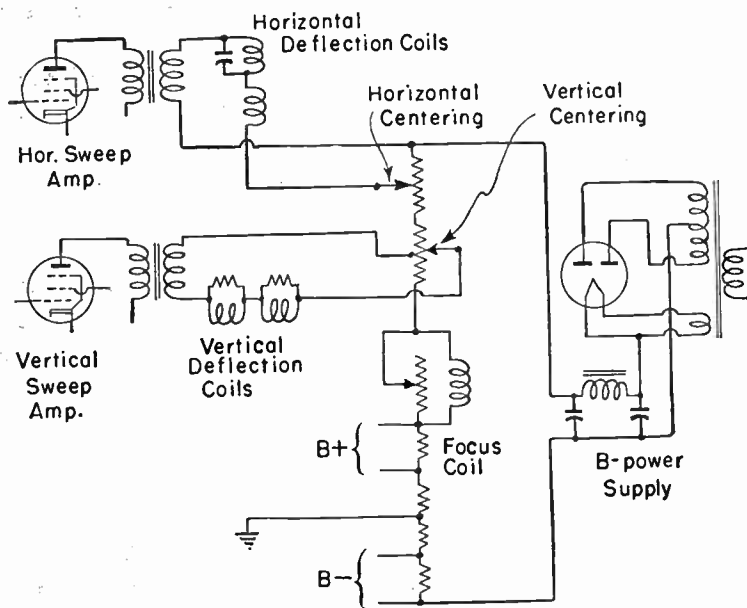 Horizontal
Deflection Coils
Horizontal
Centering
Vertical
Centering
Hor. Sweep
Amp.
Vertical
Sweep
Amp.
Vertical
Deflection
Coils
B+
Focus
Coil
B-power
Supply
B−